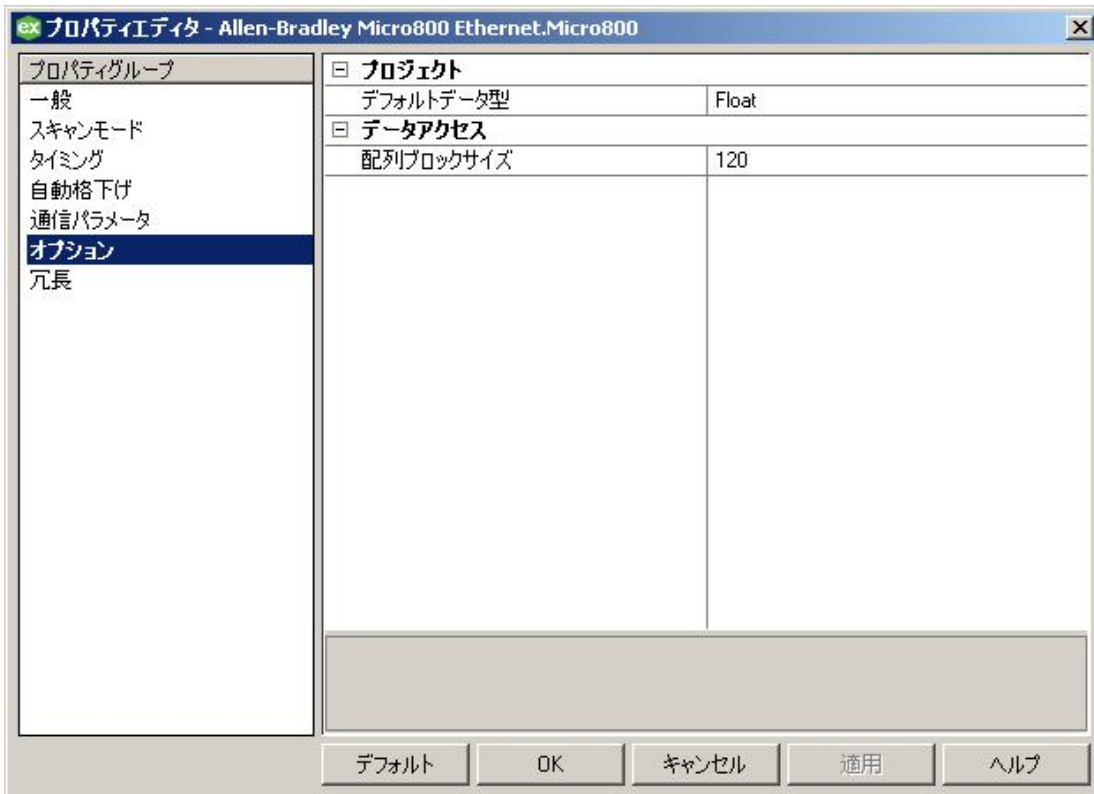 ex プロパティエディタ - Allen-Bradley Micro800 Ethernet.Micro800
プロパティグループ
一般
スキャンモード
タイミング
自動格下げ
通信パラメータ
オプション
冗長
プロジェクト
デフォルトデータ型 Float
データアクセス
配列ブロックサイズ 120
デフォルト OK キャンセル 適用 ヘルプ